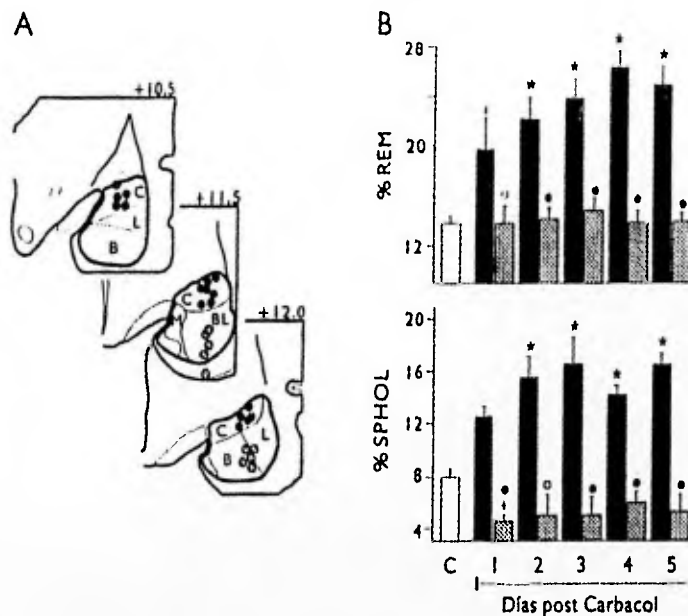 A
+10.5
C
L
B
+11.5
C
M
BL
+12.0
C
L
B
B
28
20
12
% REM
20
16
12
8
4
% SPHOL
C 1 2 3 4 5
Días post Carbacol